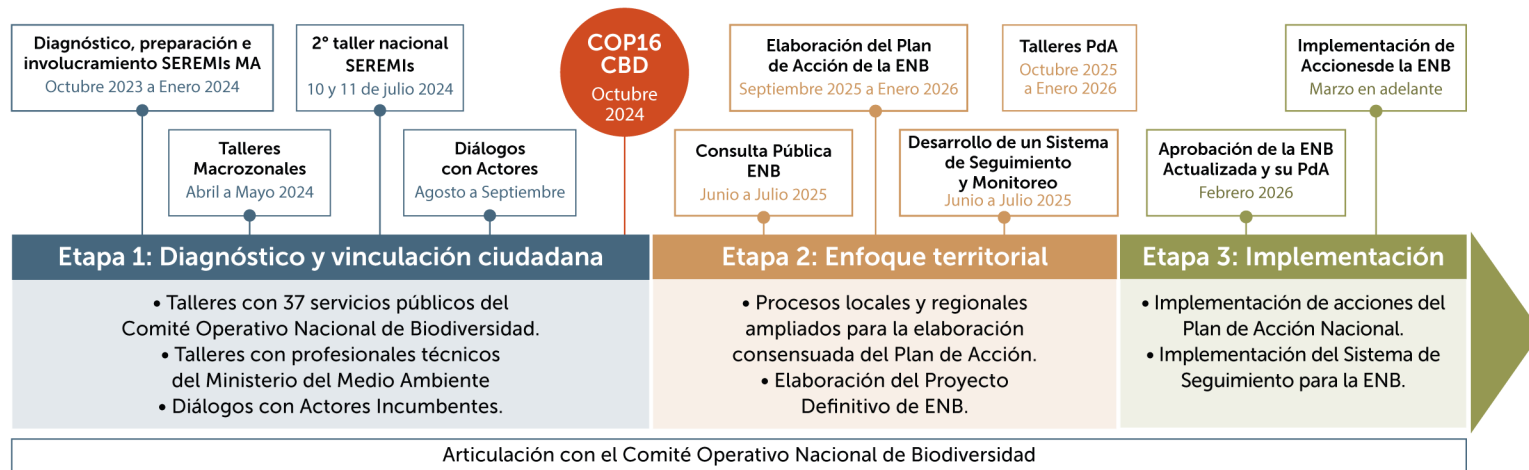 Diagnóstico, preparación e
involucramiento SEREMIs MA
Octubre 2023 a Enero 2024
2° taller nacional
SEREMIs
10 y 11 de julio 2024
COP16
CBD
Octubre
2024
Elaboración del Plan
de Acción de la ENB
Septiembre 2025 a Enero 2026
Talleres PdA
Octubre 2025
a Enero 2026
Implementación de
Accionesde la ENB
Marzo en adelante
Talleres
Macrozonales
Abril a Mayo 2024
Diálogos
con Actores
Agosto a Septiembre
Consulta Pública
ENB
Junio a Julio 2025
Desarrollo de un Sistema
de Seguimiento
y Monitoreo
Junio a Julio 2025
Aprobación de la ENB
Actualizada y su PdA
Febrero 2026
Etapa 1: Diagnóstico y vinculación ciudadana
• Talleres con 37 servicios públicos del
Comité Operativo Nacional de Biodiversidad.
• Talleres con profesionales técnicos
del Ministerio del Medio Ambiente
• Diálogos con Actores Incumbentes.
Etapa 2: Enfoque territorial
• Procesos locales y regionales
ampliados para la elaboración
consensuada del Plan de Acción.
• Elaboración del Proyecto
Definitivo de ENB.
Etapa 3: Implementación
• Implementación de acciones del
Plan de Acción Nacional.
• Implementación del Sistema de
Seguimiento para la ENB.
Articulación con el Comité Operativo Nacional de Biodiversidad